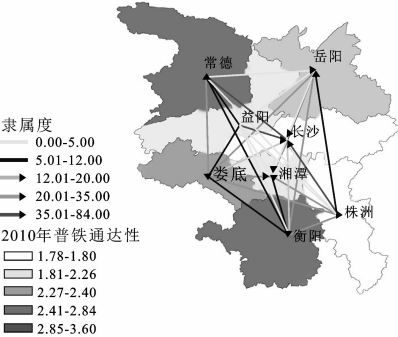 常德
岳阳
益阳
长沙
娄底
湘潭
株洲
衡阳
隶属度
0.00-5.00
5.01-12.00
12.01-20.00
20.01-35.00
35.01-84.00
2010年普铁通达性
1.78-1.80
1.81-2.26
2.27-2.40
2.41-2.84
2.85-3.60